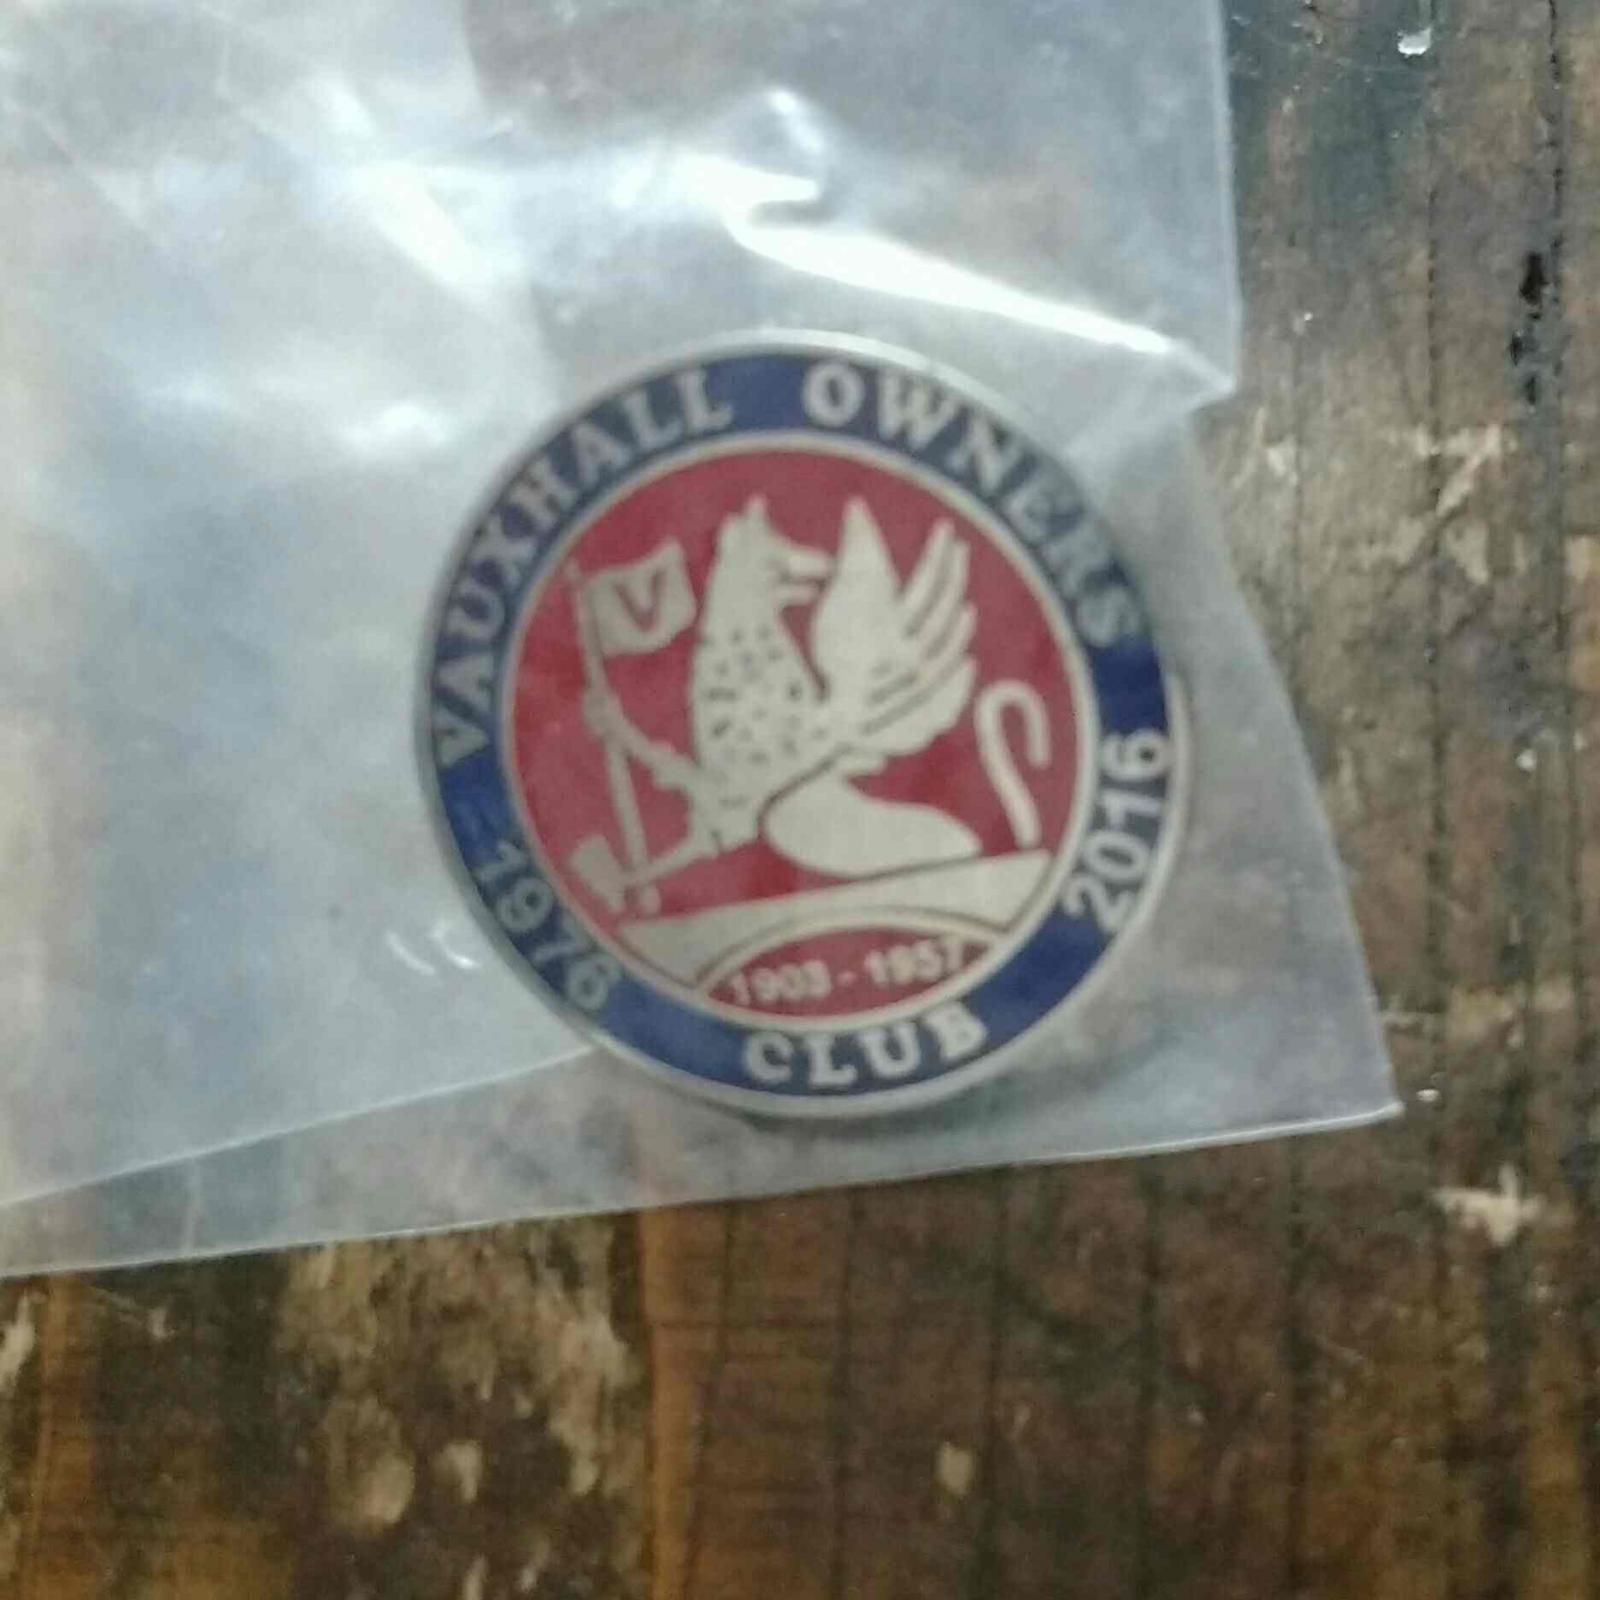 VAUXHALL OWNERS
V
1903 - 1957
1976
CLUB
2016